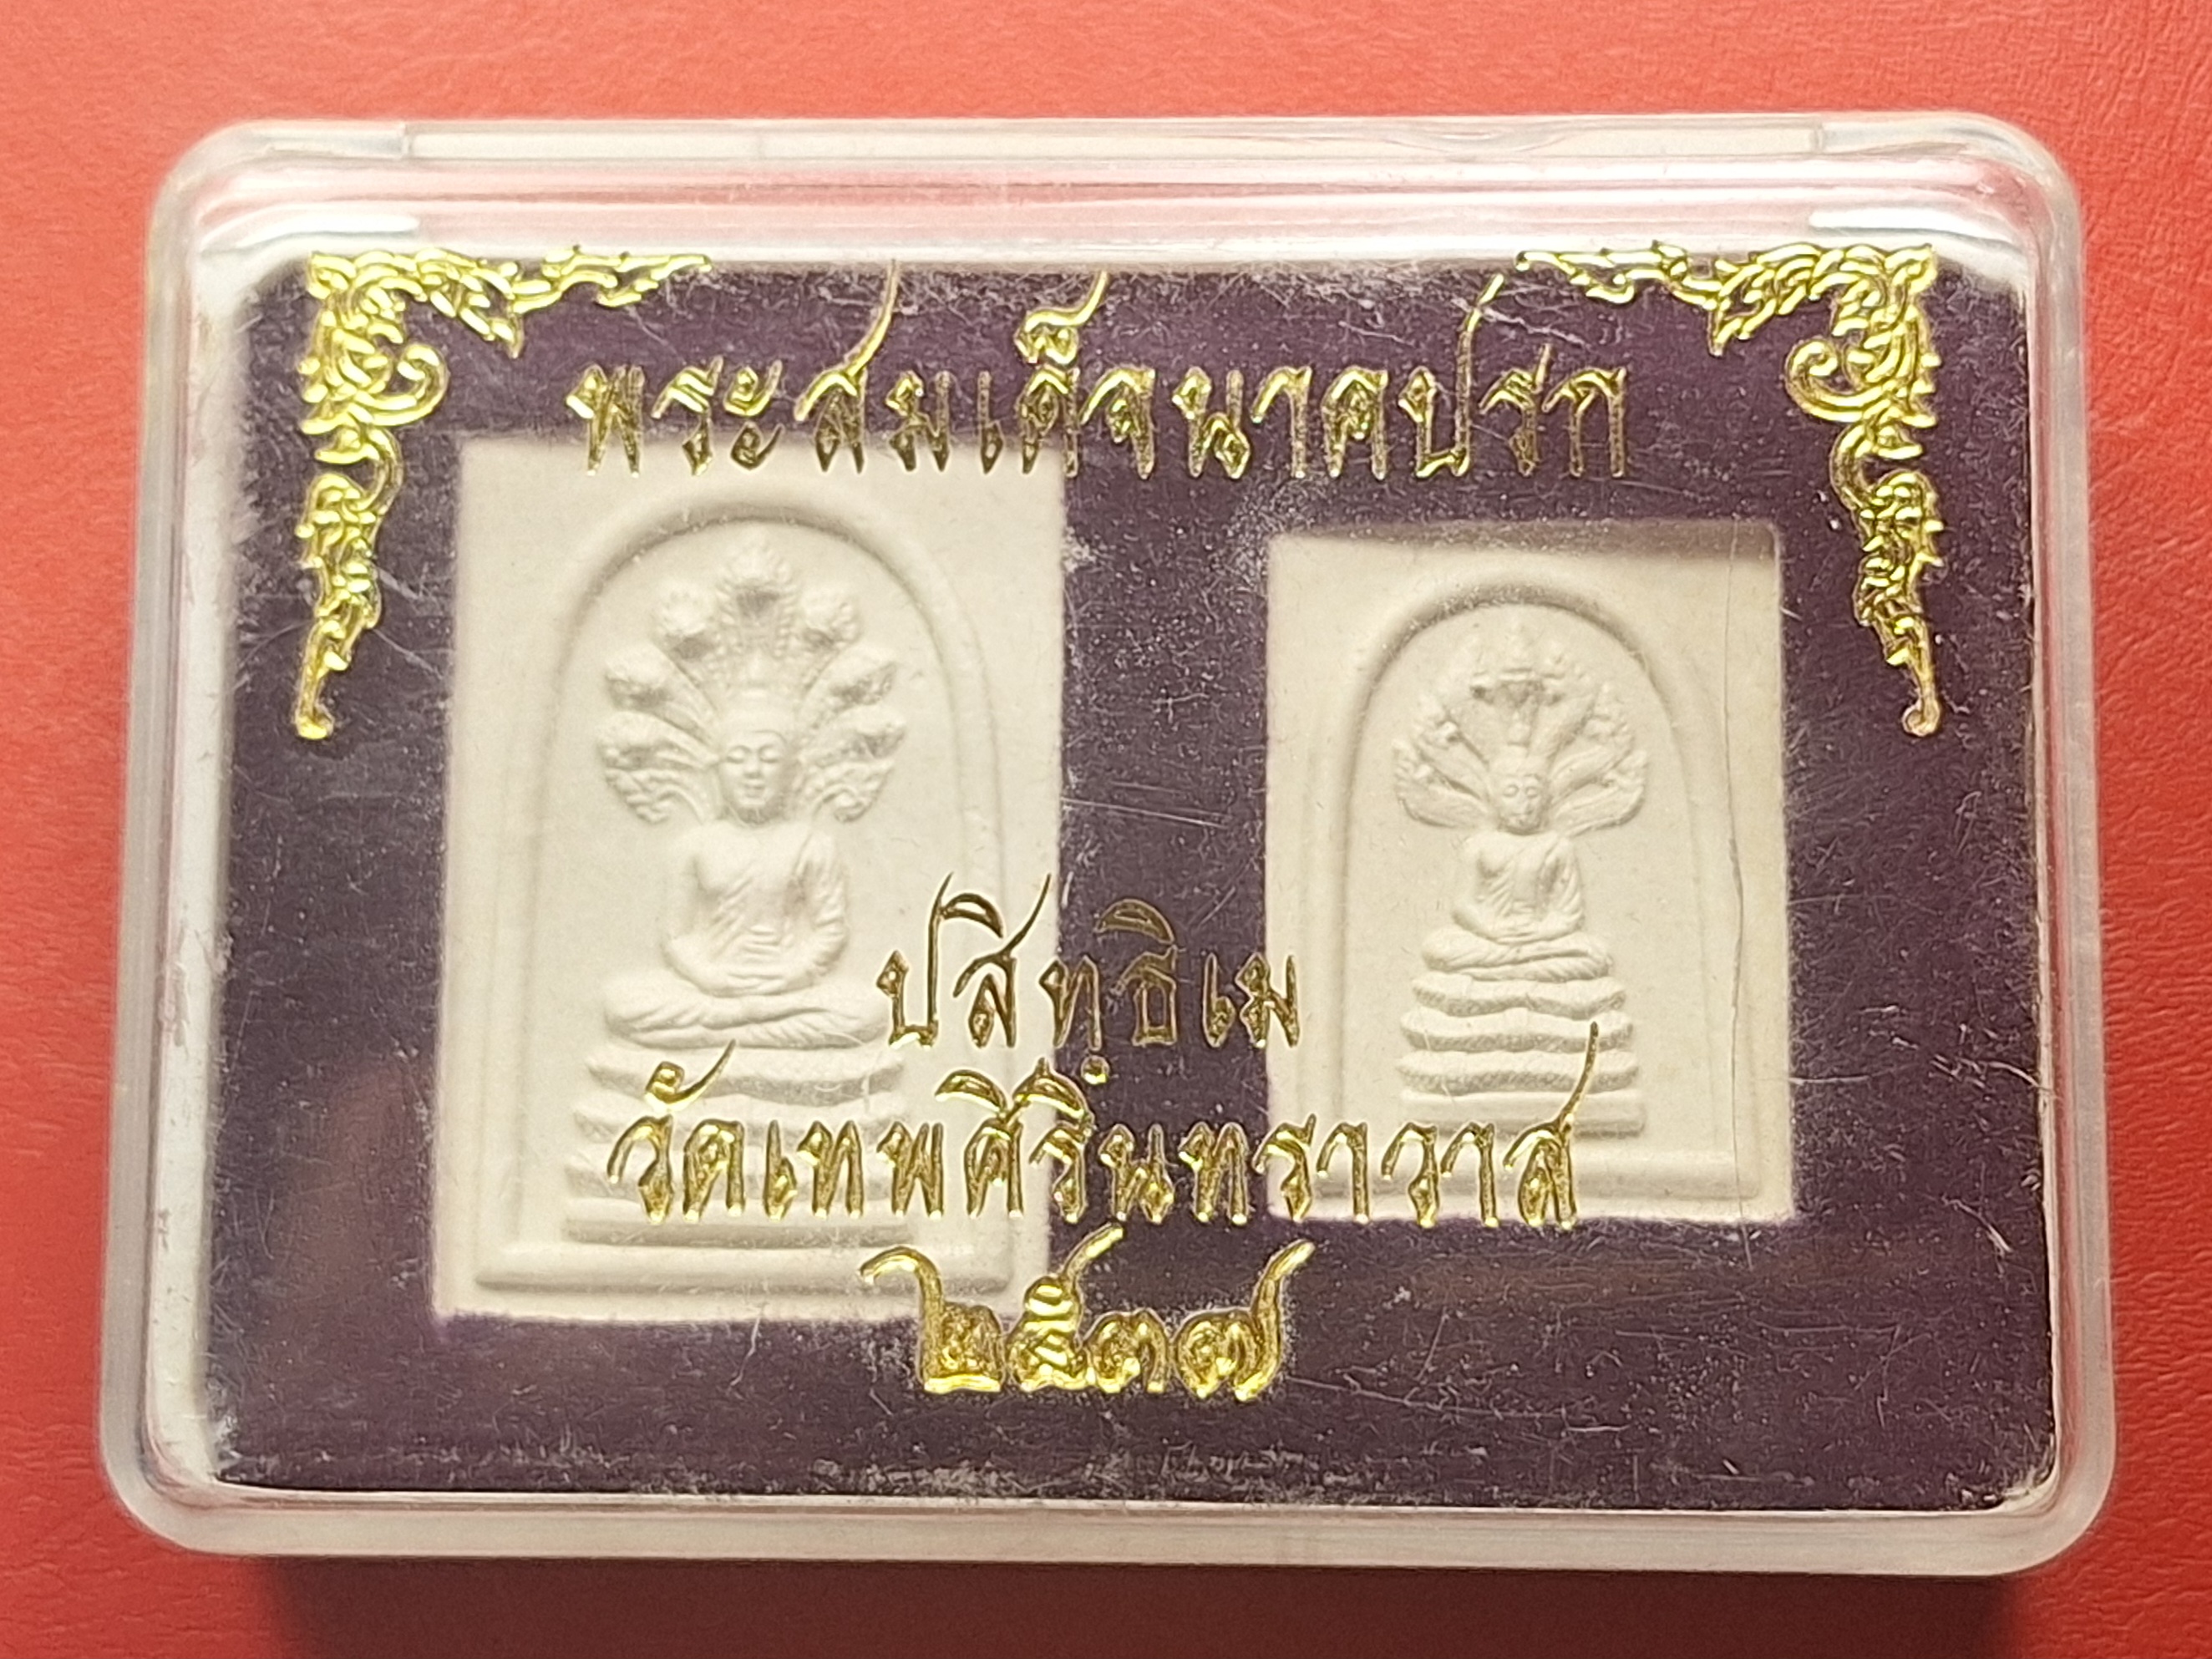 พระสมเด็จนาคปรก
ปสิทฺธิเม
วัดเทพศิรินทราวาส
๒๕๓๗